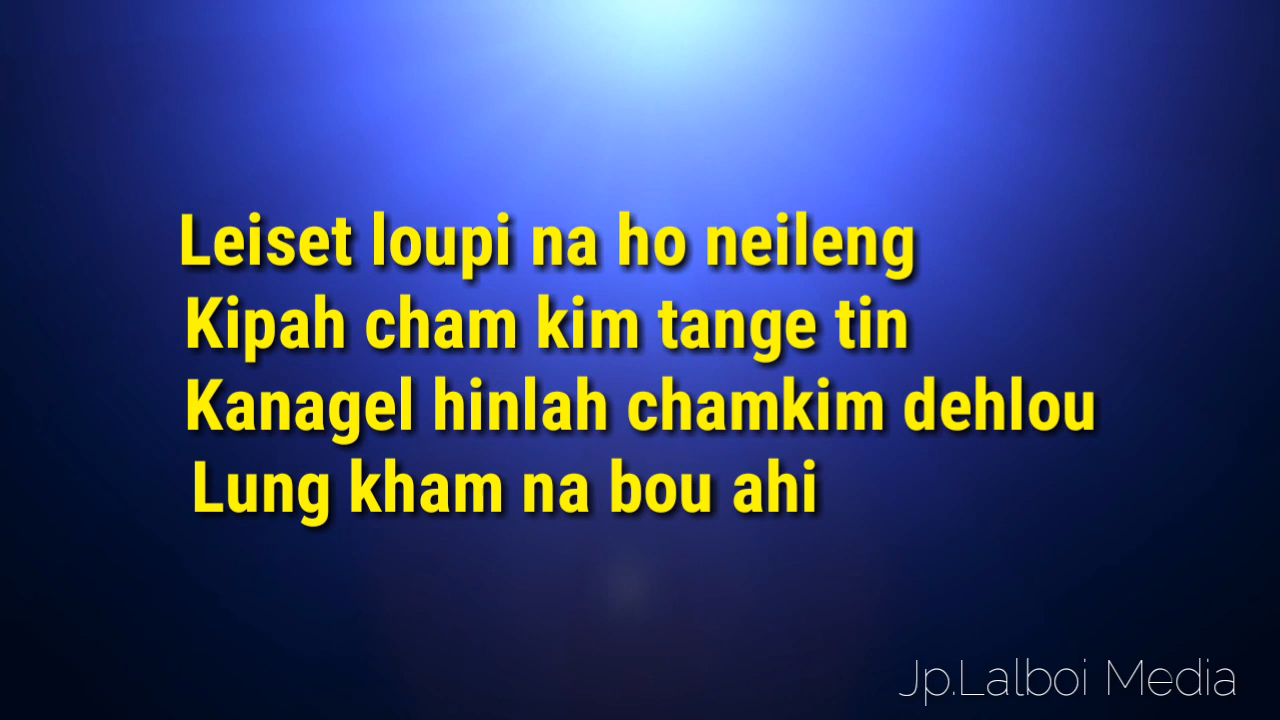 Leiset loupi na ho neileng
Kipah cham kim tange tin
Kanagel hinlah chamkim dehlou
Lung kham na bou ahi
Jp.Lalboi Media